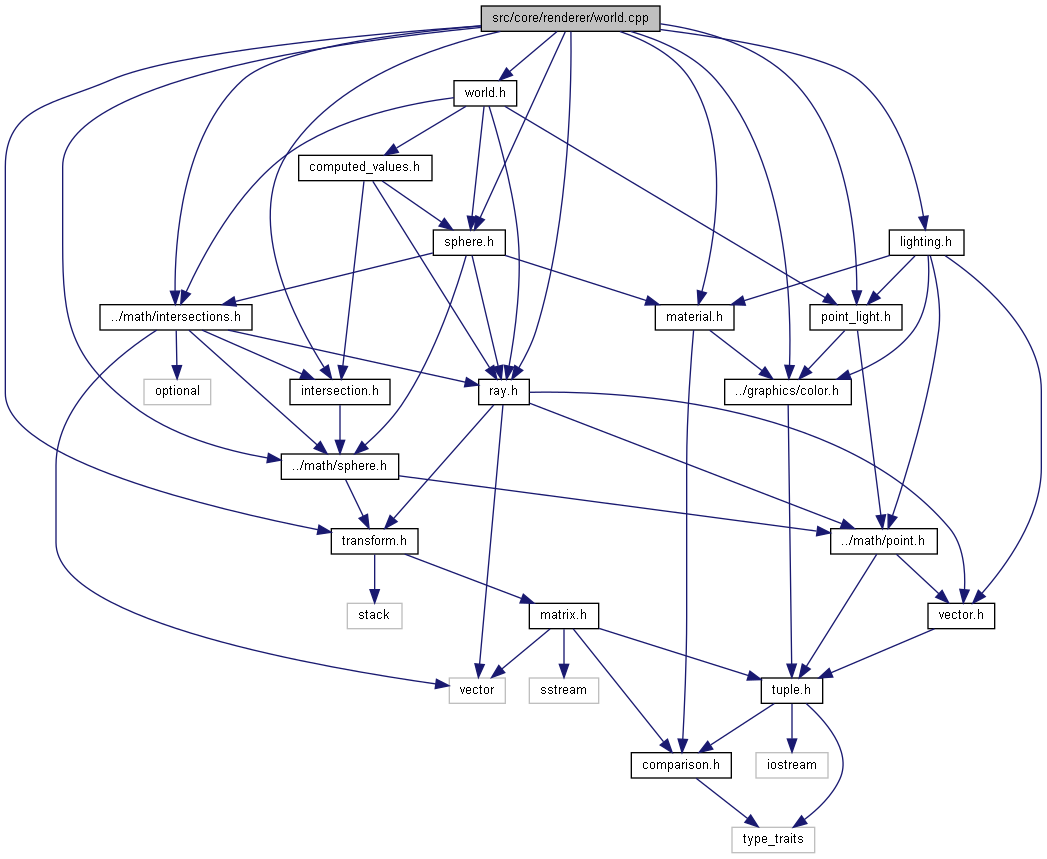 src/core/renderer/world.cpp
world.h
computed_values.h
sphere.h
lighting.h
../math/intersections.h
material.h
point_light.h
optional
intersection.h
ray.h
../graphics/color.h
../math/sphere.h
transform.h
../math/point.h
stack
matrix.h
vector.h
vector
sstream
tuple.h
comparison.h
iostream
type_traits